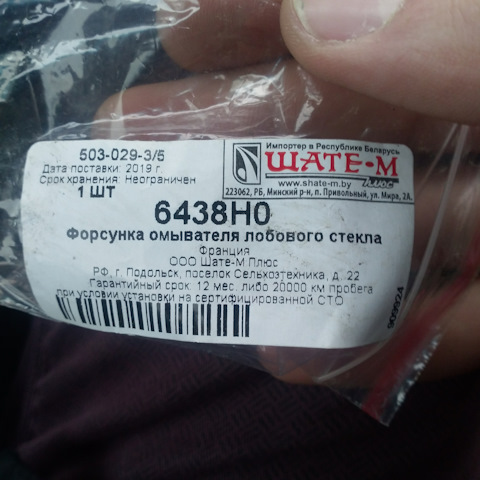 503-029-3/5
Дата поставки: 2019 г.
Срок хранения: Неограничен
1 ШТ
Импортер в Республике Беларусь
ШАТЕ-М
www.shate-m.by плюс
223062, РБ, Минский р-н, п. Привольный, ул. Мира, 2А.
6438H0
Форсунка омывателя лобового стекла
Франция
ООО Шате-М Плюс
РФ, г. Подольск, поселок Сельхозтехника, д. 22
Гарантийный срок: 12 мес. либо 20000 км пробега
при условии установки на сертифицированной СТО
909924